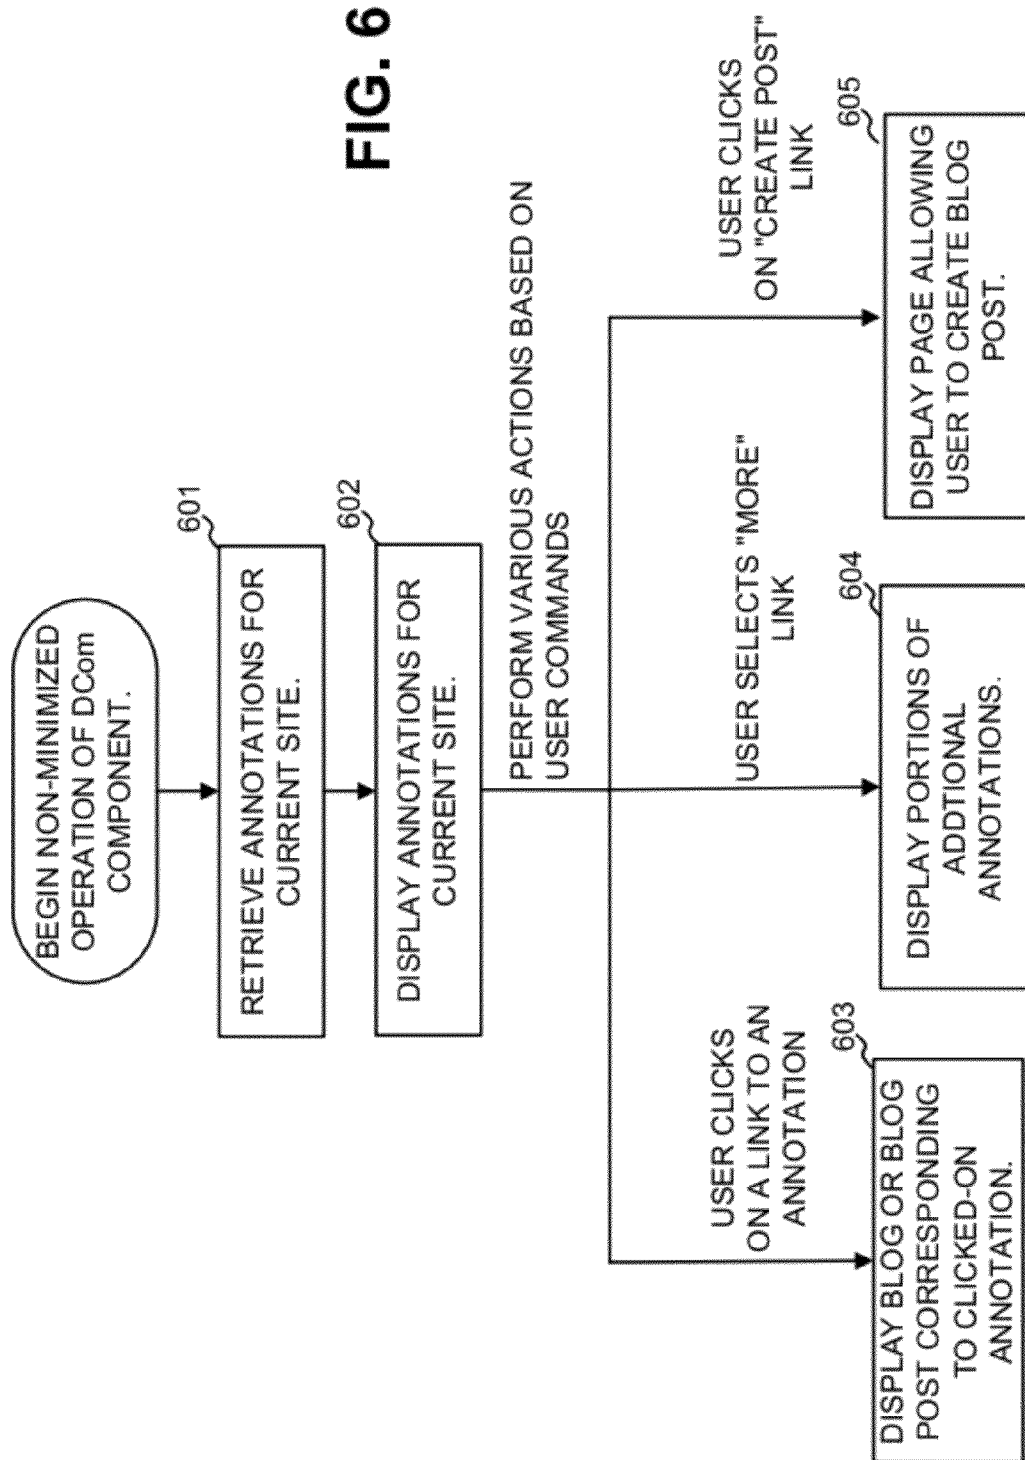 FIG. 6
BEGIN NON-MINIMIZED
OPERATION OF DCom
COMPONENT.
601
RETRIEVE ANNOTATIONS FOR
CURRENT SITE.
602
DISPLAY ANNOTATIONS FOR
CURRENT SITE.
PERFORM VARIOUS ACTIONS BASED ON
USER COMMANDS
USER CLICKS
ON A LINK TO AN
ANNOTATION
603
DISPLAY BLOG OR BLOG
POST CORRESPONDING
TO CLICKED-ON
ANNOTATION.
USER SELECTS "MORE"
LINK
604
DISPLAY PORTIONS OF
ADDTIONAL
ANNOTATIONS.
USER CLICKS
ON "CREATE POST"
LINK
605
DISPLAY PAGE ALLOWING
USER TO CREATE BLOG
POST.